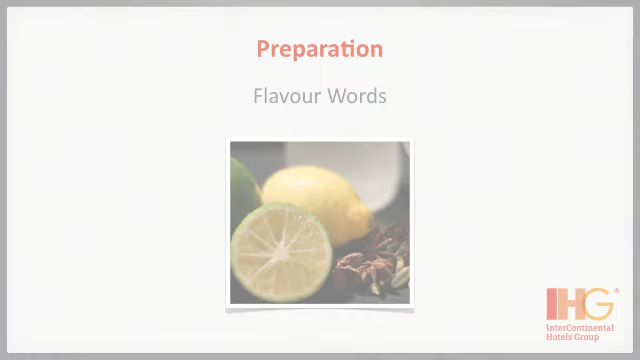 Preparation
Flavour Words
IHG®
InterContinental
Hotels Group